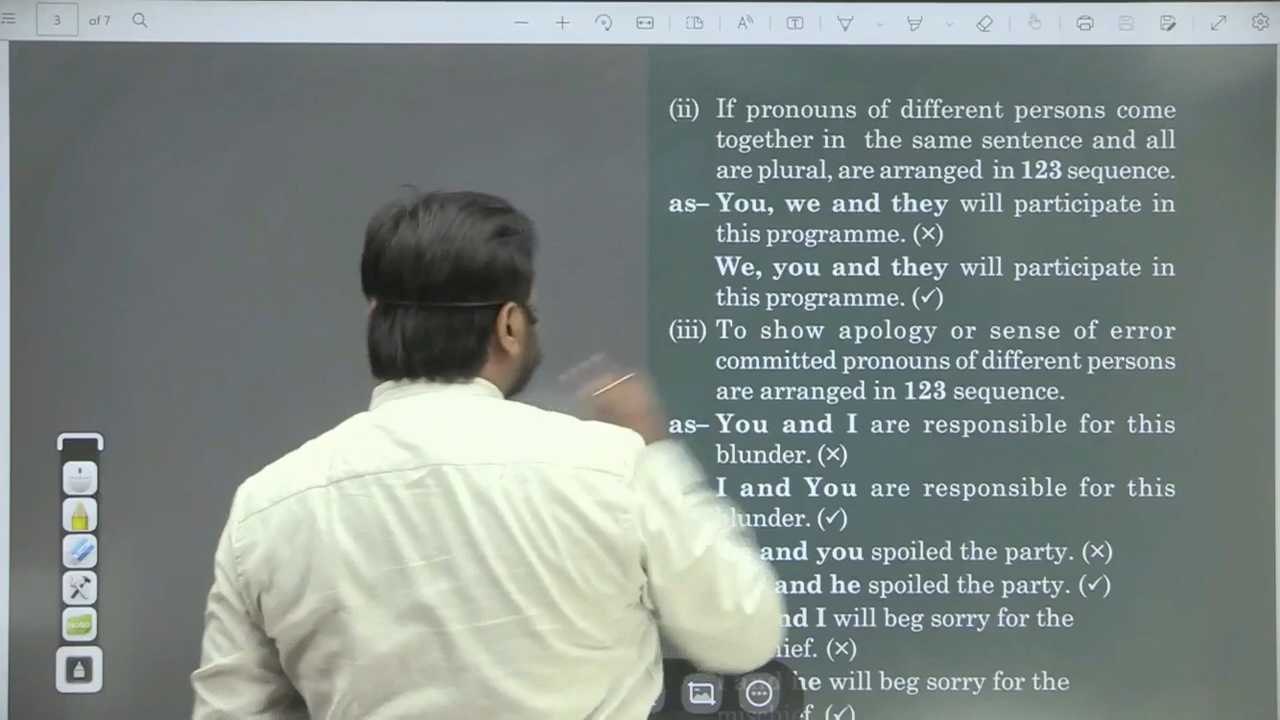 3 of 7
(ii) If pronouns of different persons come
together in the same sentence and all
are plural, are arranged in 123 sequence.
as– You, we and they will participate in
this programme. (×)
We, you and they will participate in
this programme. (✓)
(iii) To show apology or sense of error
committed pronouns of different persons
are arranged in 123 sequence.
as– You and I are responsible for this
blunder. (×)
I and You are responsible for this
blunder. (✓)
and you spoiled the party. (×)
and he spoiled the party. (✓)
I will beg sorry for the
(×)
he will beg sorry for the
(✓)